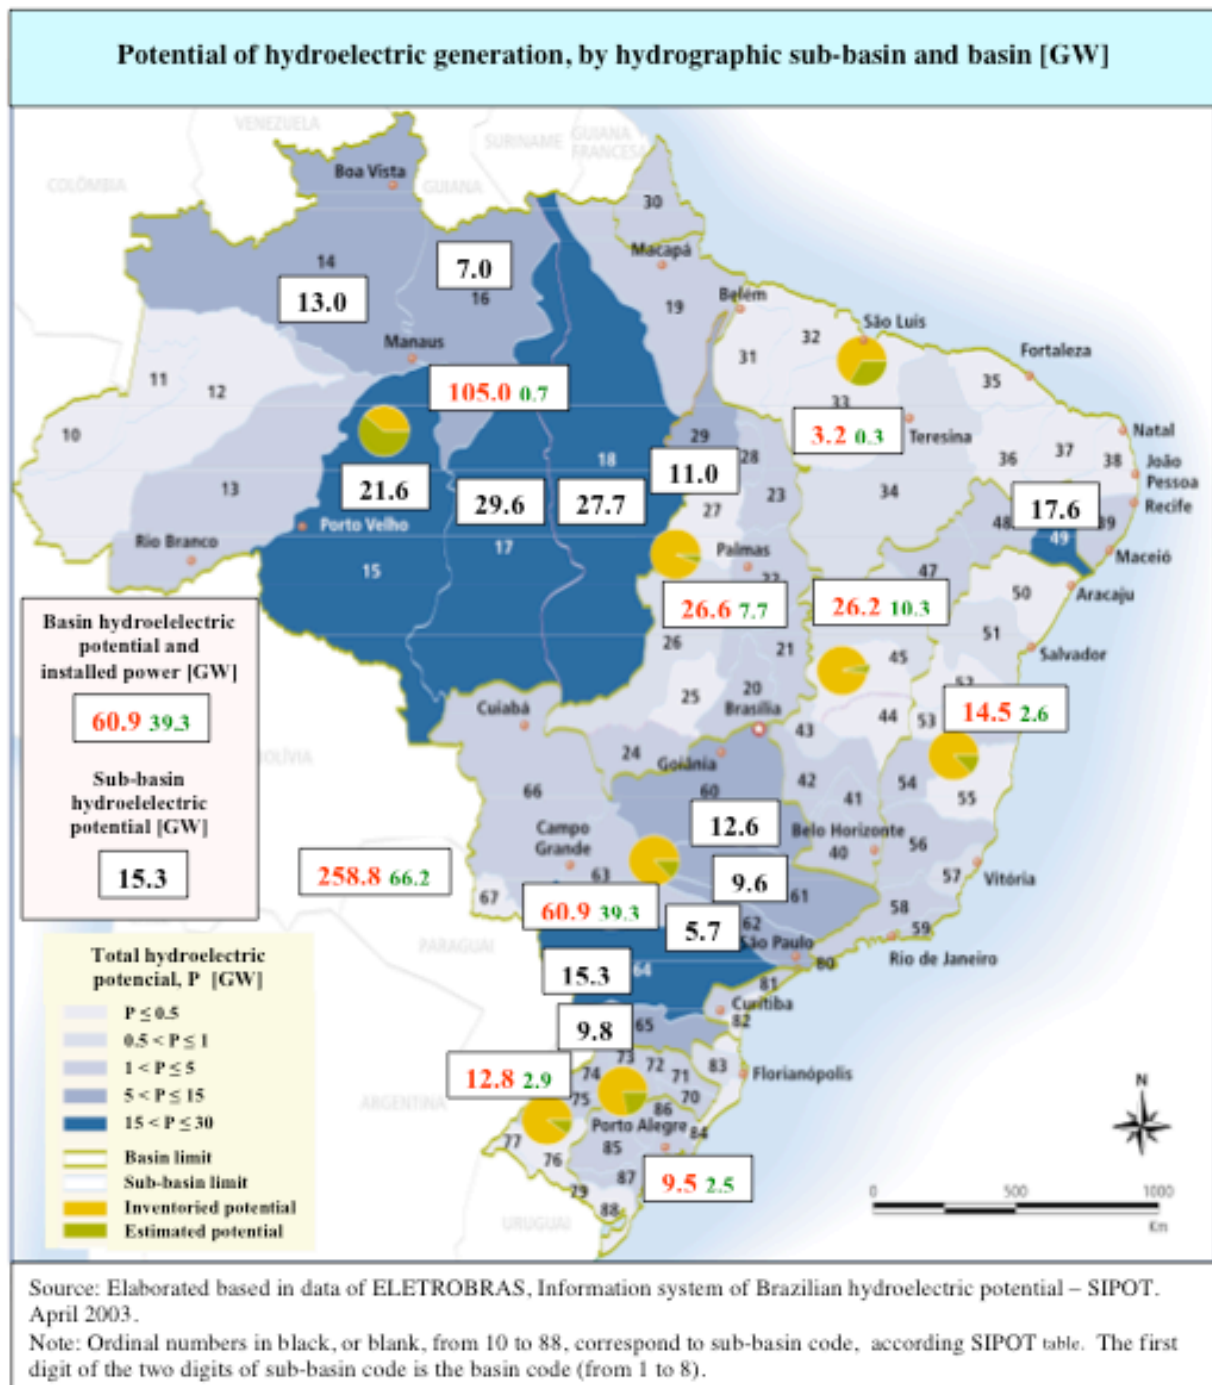 Potential of hydroelectric generation, by hydrographic sub-basin and basin [GW]
VENEZUELA
SURINAME
GUIANA
FRANCESA
COLÔMBIA
GUIANA
Boa Vista
30
Macapá
14
7.0
16
13.0
19
Belém
32
São Luís
31
Fortaleza
35
Manaus
11
12
105.0 0.7
33
3.2 0.3
Teresina
Natal
10
29
28
18
11.0
36
37
38
João
Pessoa
13
21.6
29.6
27.7
27
23
34
17.6
Recife
48
49
39
Porto Velho
Rio Branco
17
15
Palmas
22
47
Maceió
Aracaju
50
26.6 7.7
26.2 10.3
26
21
45
51
Salvador
52
Basin hydroelelectric
potential and
installed power [GW]
60.9 39.3
Sub-basin
hydroelelectric
potential [GW]
15.3
25
20
Brasília
44
53
14.5 2.6
Cuiabá
43
BOLÍVIA
24
Goiânia
66
60
42
41
54
55
Campo
Grande
12.6
Belo Horizonte
40
56
258.8 66.2
63
9.6
61
57
Vitória
67
60.9 39.3
58
59
5.7
62
São Paulo
80
Rio de Janeiro
PARAGUAI
15.3
64
81
Curitiba
82
9.8
65
Total hydroelectric
potencial, P [GW]
P ≤ 0.5
0.5 < P ≤ 1
1 < P ≤ 5
5 < P ≤ 15
15 < P ≤ 30
Basin limit
Sub-basin limit
Inventoried potential
Estimated potential
73
72
71
83
Florianópolis
12.8 2.9
74
75
70
ARGENTINA
86
Porto Alegre
84
77
76
85
87
9.5 2.5
79
88
URUGUAI
N
0 500 1000
Km
Source: Elaborated based in data of ELETROBRAS, Information system of Brazilian hydroelectric potential – SIPOT.
April 2003.
Note: Ordinal numbers in black, or blank, from 10 to 88, correspond to sub-basin code, according SIPOT table. The first
digit of the two digits of sub-basin code is the basin code (from 1 to 8).